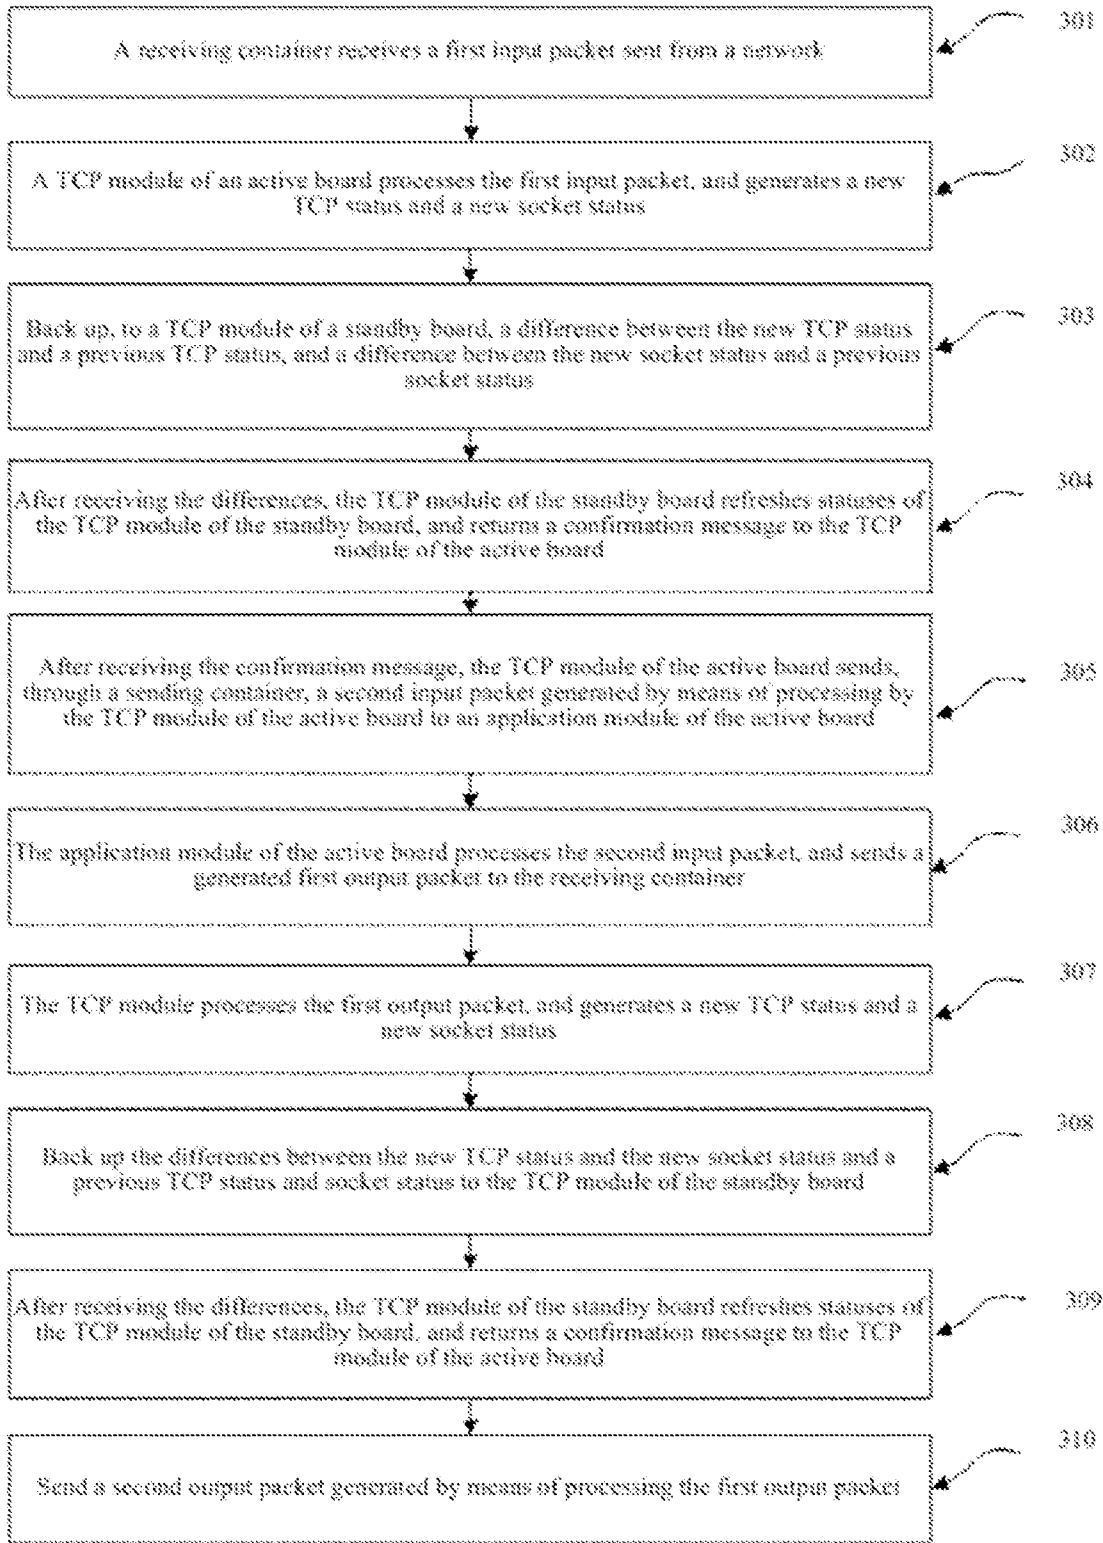 A receiving container receives a first input packet sent from a network
301
A TCP module of an active board processes the first input packet, and generates a new
TCP status and a new socket status
302
Back up, to a TCP module of a standby board, a difference between the new TCP status
and a previous TCP status, and a difference between the new socket status and a previous
socket status
303
After receiving the differences, the TCP module of the standby board refreshes statuses of
the TCP module of the standby board, and returns a confirmation message to the TCP
module of the active board
304
After receiving the confirmation message, the TCP module of the active board sends,
through a sending container, a second input packet generated by means of processing by
the TCP module of the active board to an application module of the active board
305
The application module of the active board processes the second input packet, and sends a
generated first output packet to the receiving container
306
The TCP module processes the first output packet, and generates a new TCP status and a
new socket status
307
Back up the differences between the new TCP status and the new socket status and a
previous TCP status and socket status to the TCP module of the standby board
308
After receiving the differences, the TCP module of the standby board refreshes statuses of
the TCP module of the standby board, and returns a confirmation message to the TCP
module of the active board
309
Send a second output packet generated by means of processing the first output packet
310